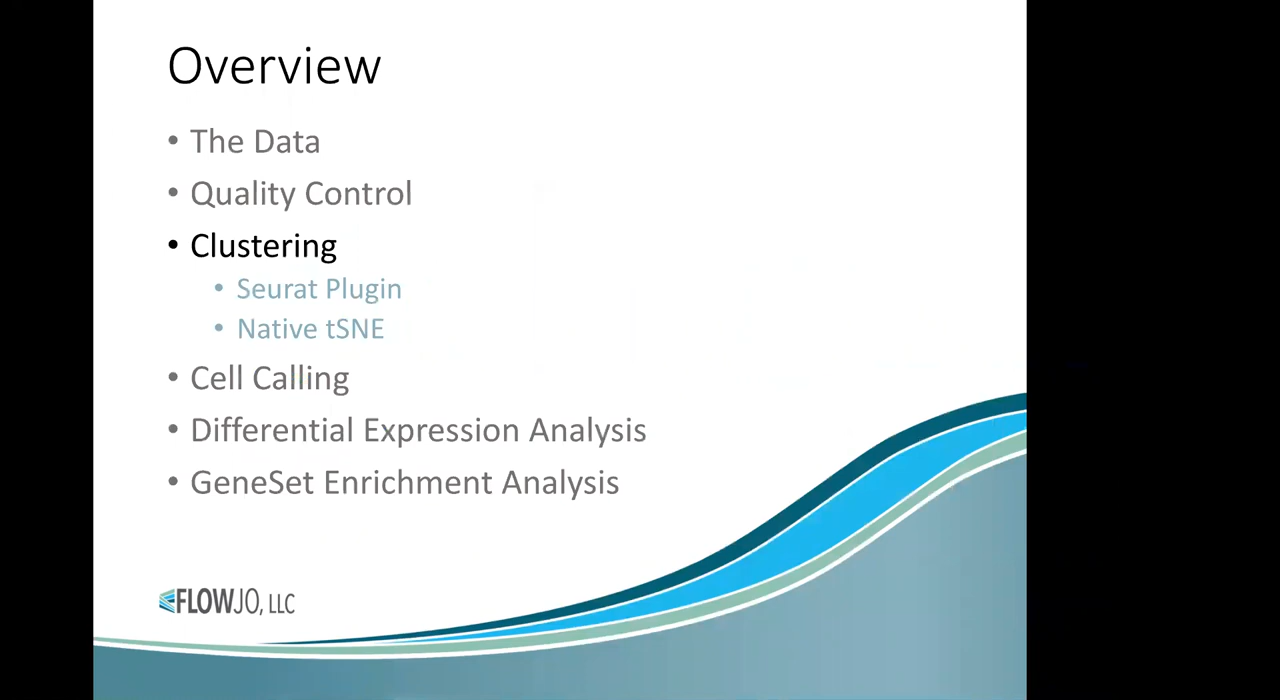 Overview
• The Data
• Quality Control
• Clustering
• Seurat Plugin
• Native tSNE
• Cell Calling
• Differential Expression Analysis
• GeneSet Enrichment Analysis
FLOWJO, LLC